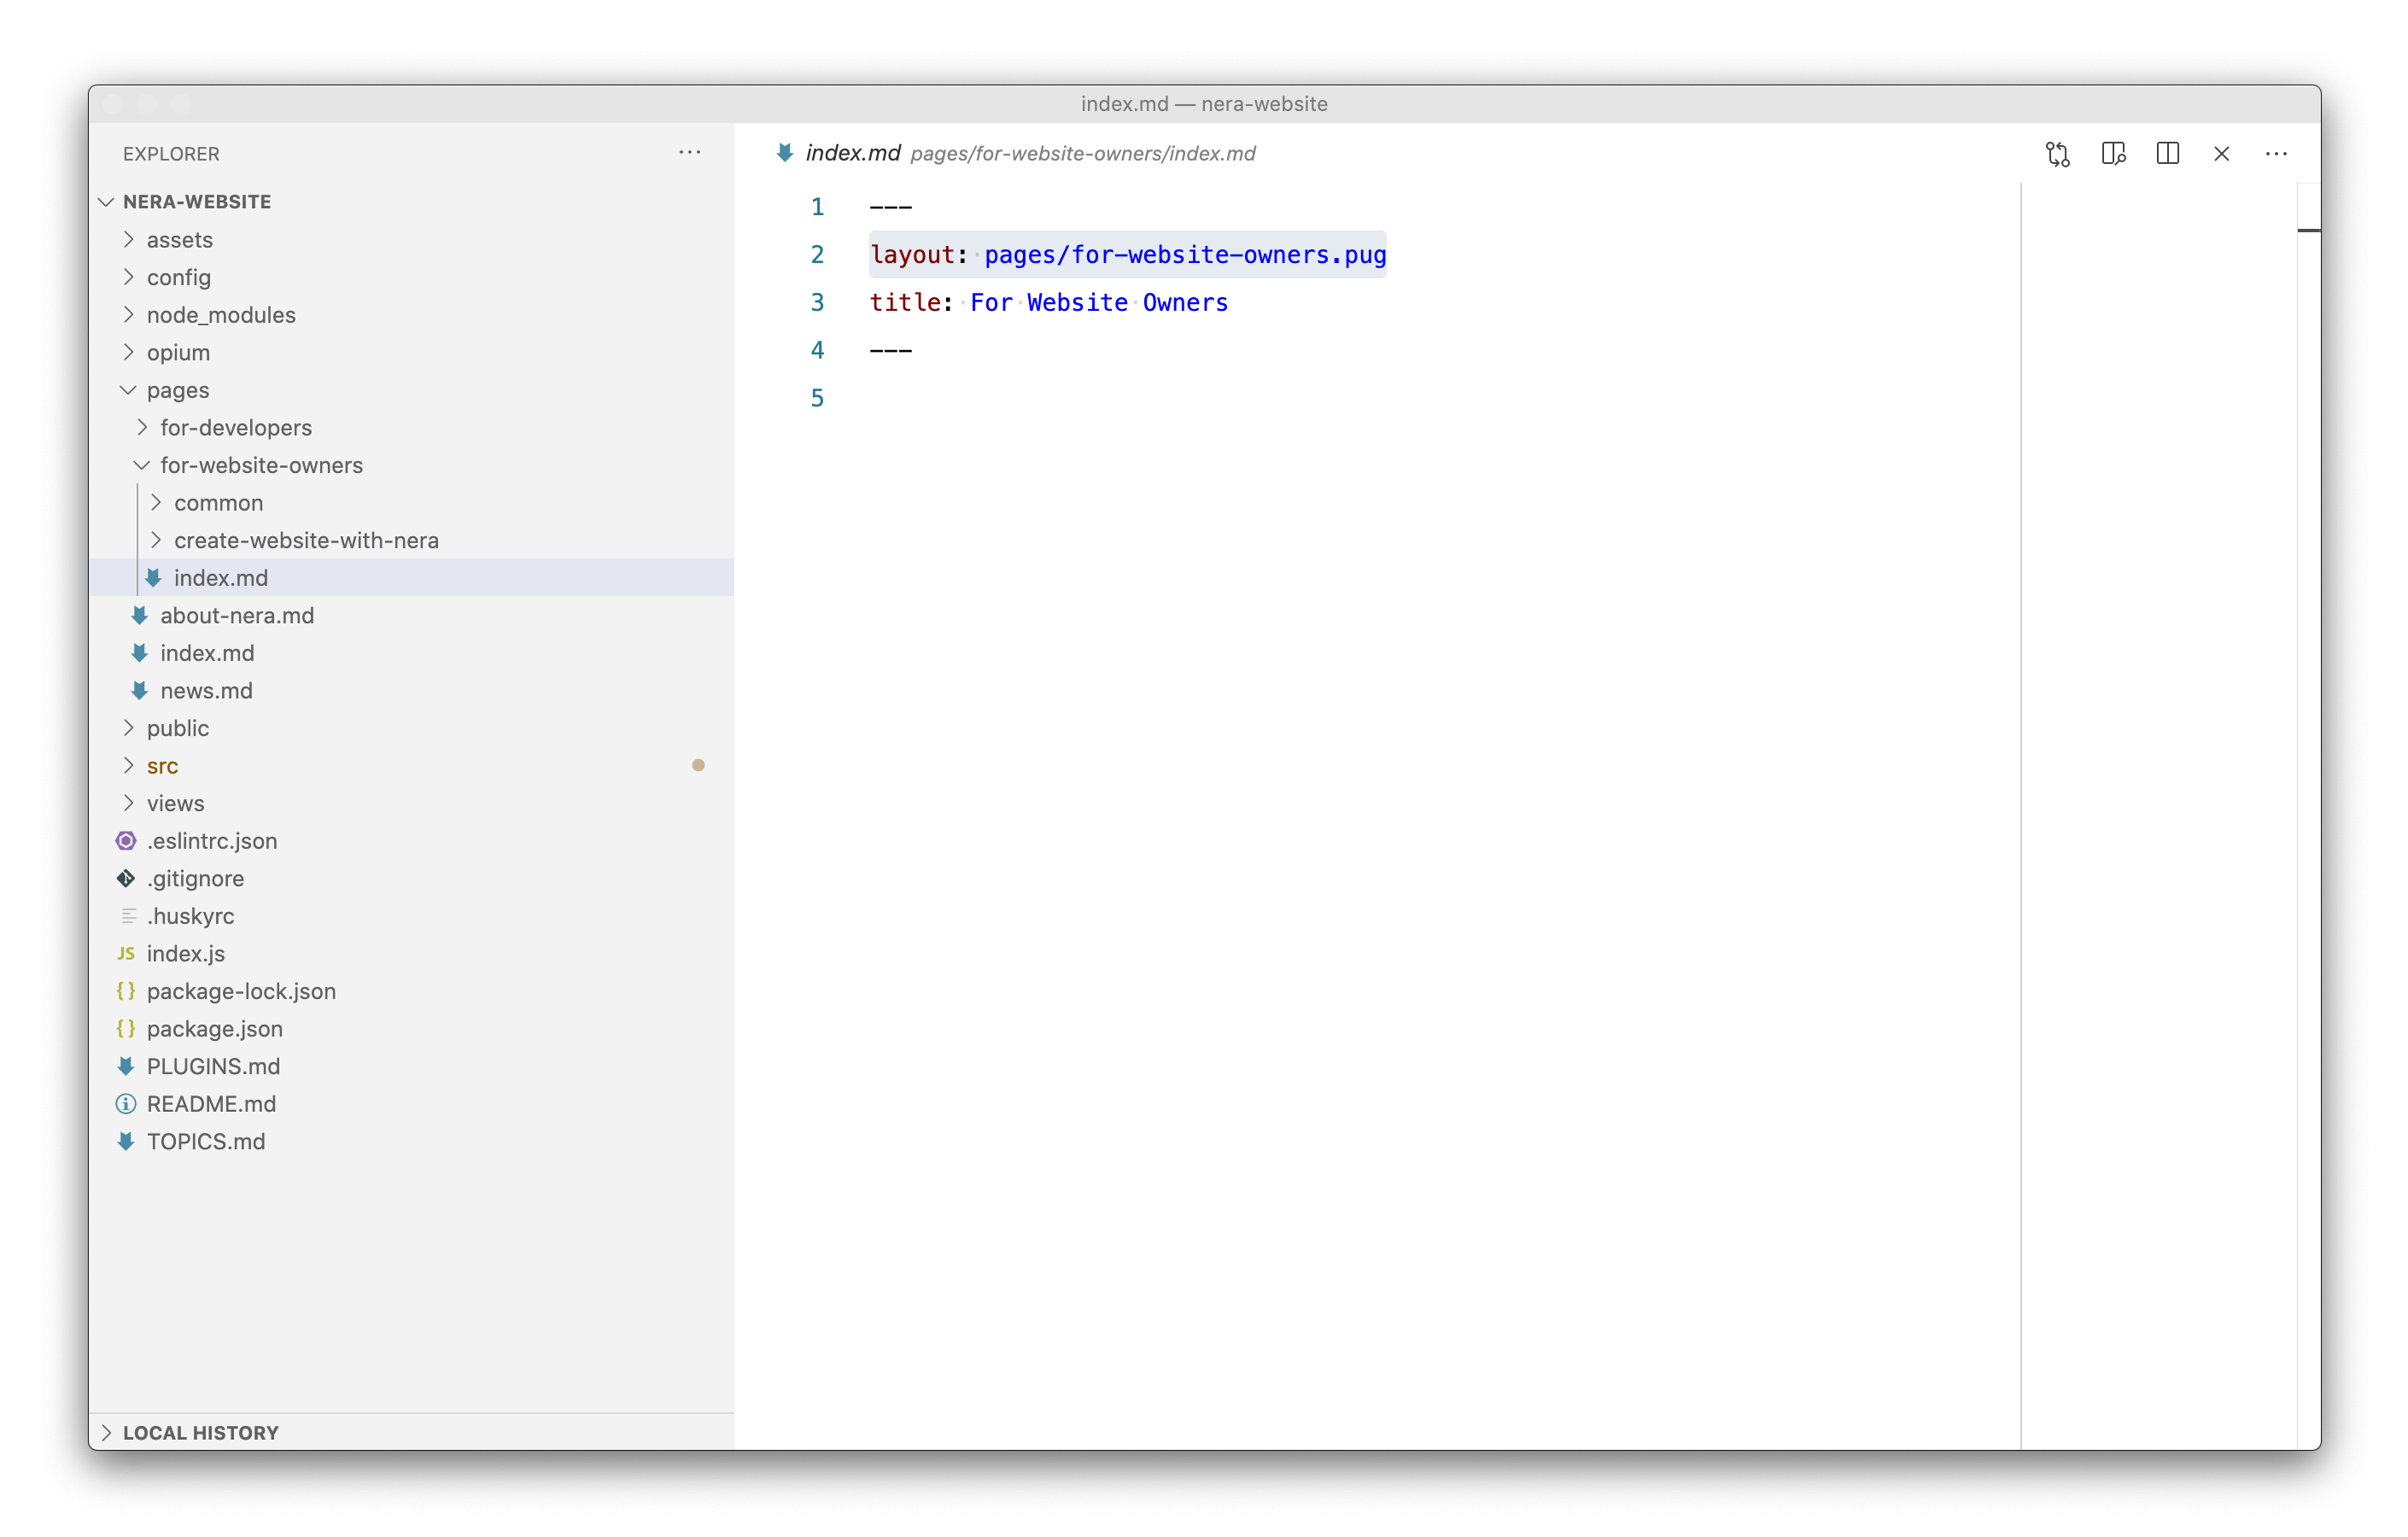 index.md — nera-website
EXPLORER
NERA-WEBSITE
assets
config
node_modules
opium
pages
for-developers
for-website-owners
common
create-website-with-nera
index.md
about-nera.md
index.md
news.md
public
src
views
.eslintrc.json
.gitignore
.huskyrc
JS index.js
{} package-lock.json
{} package.json
PLUGINS.md
README.md
TOPICS.md
LOCAL HISTORY
index.md pages/for-website-owners/index.md
1 ---
2 layout: pages/for-website-owners.pug
3 title: For Website Owners
4 ---
5